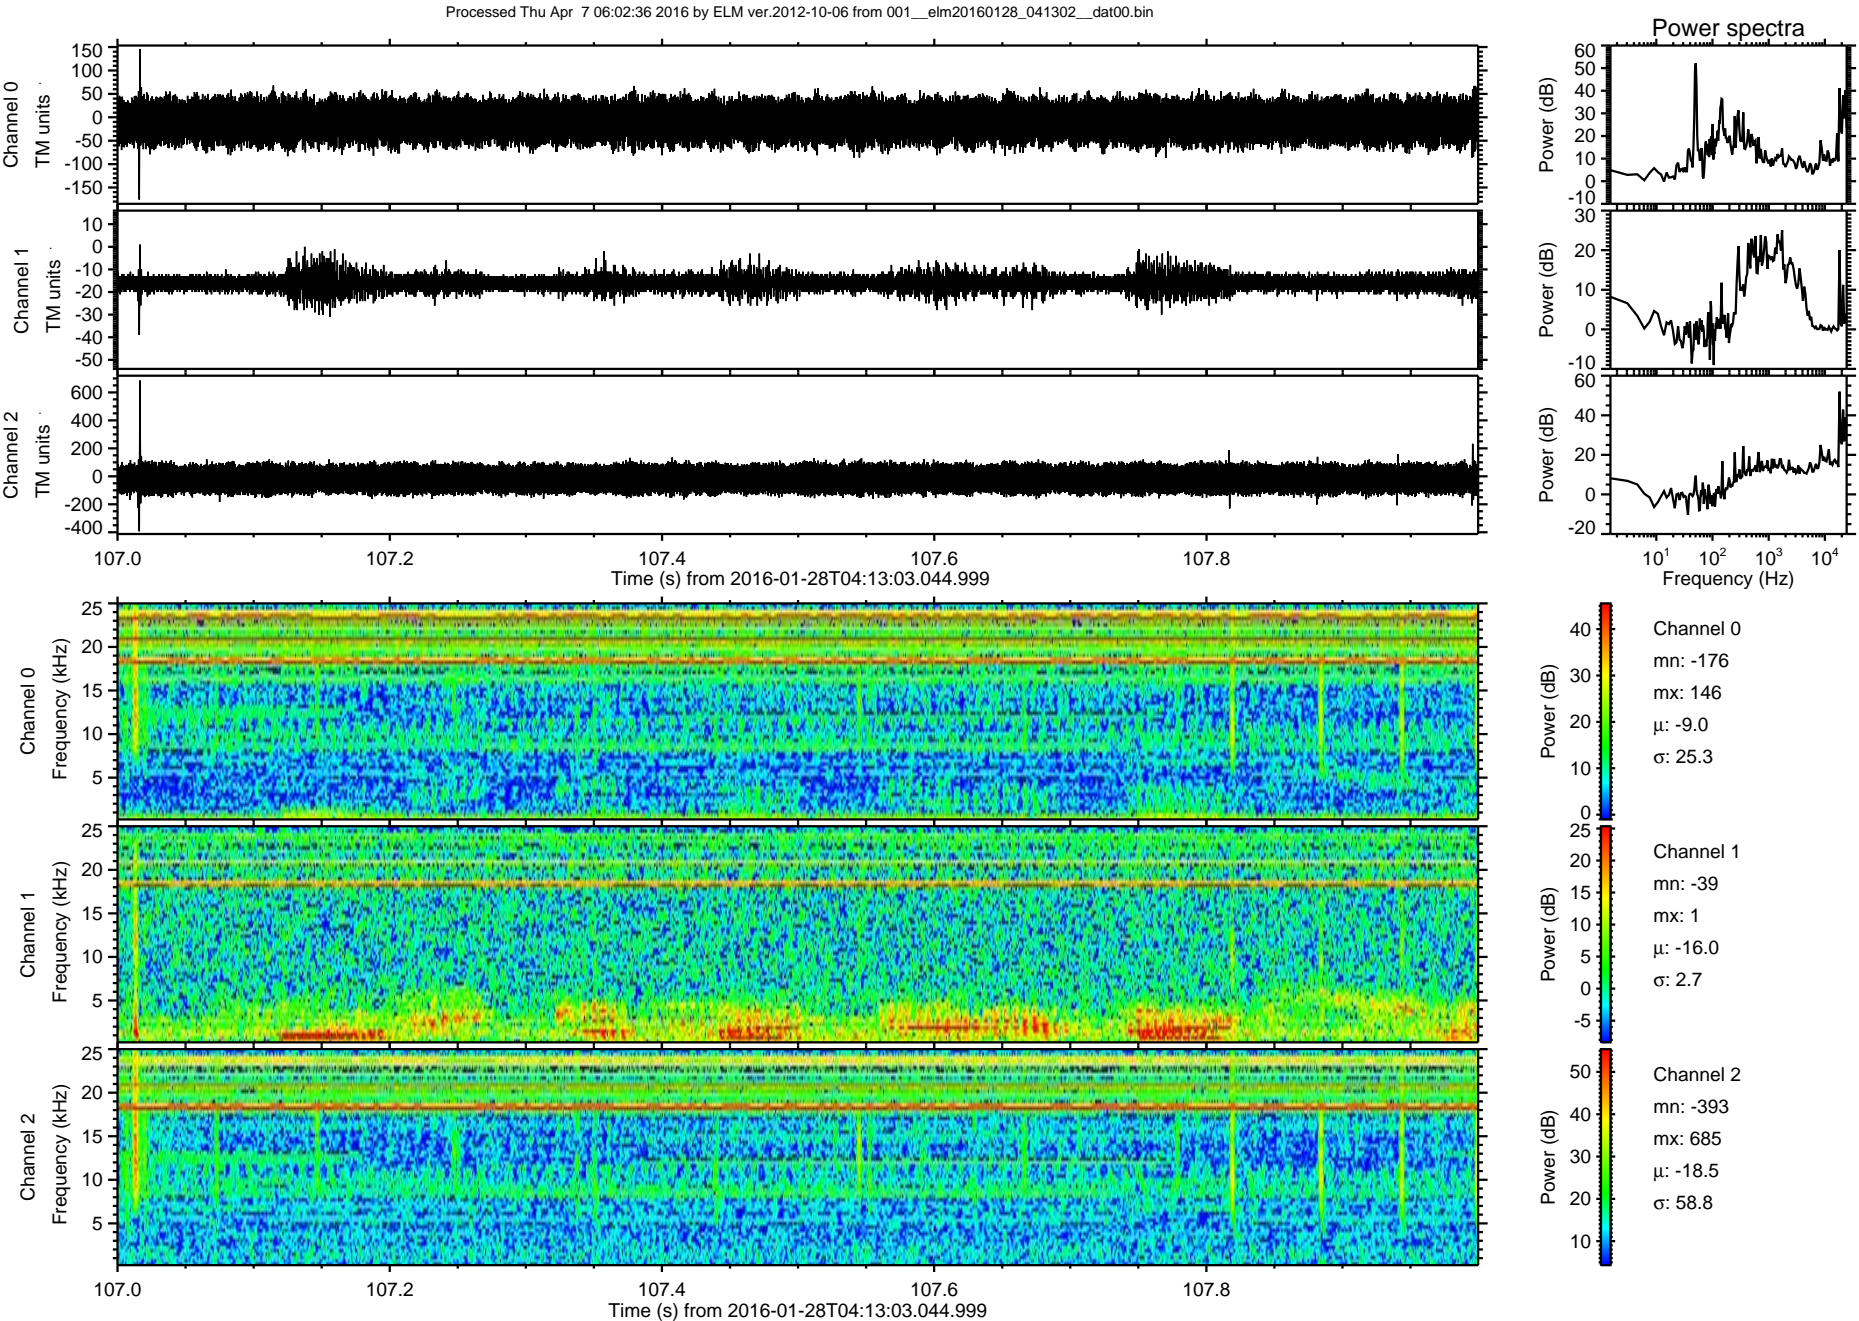 Processed Thu Apr  7 06:02:36 2016 by ELM ver.2012-10-06 from 001__elm20160128_041302__dat00.bin
Power spectra
Channel 0
TM units
150
100
50
0
-50
-100
-150
Power (dB)
60
50
40
30
20
10
0
-10
Channel 1
TM units
10
0
-10
-20
-30
-40
-50
Power (dB)
30
20
10
0
-10
Channel 2
TM units
600
400
200
0
-200
-400
Power (dB)
60
40
20
0
-20
107.0
107.2
107.4
107.6
107.8
Time (s) from 2016-01-28T04:13:03.044.999
10^1
10^2
10^3
10^4
Frequency (Hz)
Channel 0
Frequency (kHz)
25
20
15
10
5
Power (dB)
40
30
20
10
0
Channel 0
mn: -176
mx: 146
μ: -9.0
σ: 25.3
Channel 1
Frequency (kHz)
25
20
15
10
5
Power (dB)
25
20
15
10
5
0
-5
Channel 1
mn: -39
mx: 1
μ: -16.0
σ: 2.7
Channel 2
Frequency (kHz)
25
20
15
10
5
Power (dB)
50
40
30
20
10
Channel 2
mn: -393
mx: 685
μ: -18.5
σ: 58.8
107.0
107.2
107.4
107.6
107.8
Time (s) from 2016-01-28T04:13:03.044.999